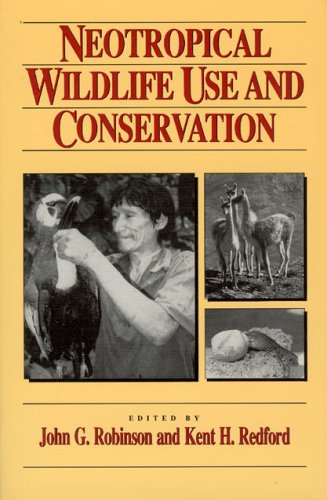 NEOTROPICAL
WILDLIFE USE AND
CONSERVATION
EDITED BY
John G. Robinson and Kent H. Redford